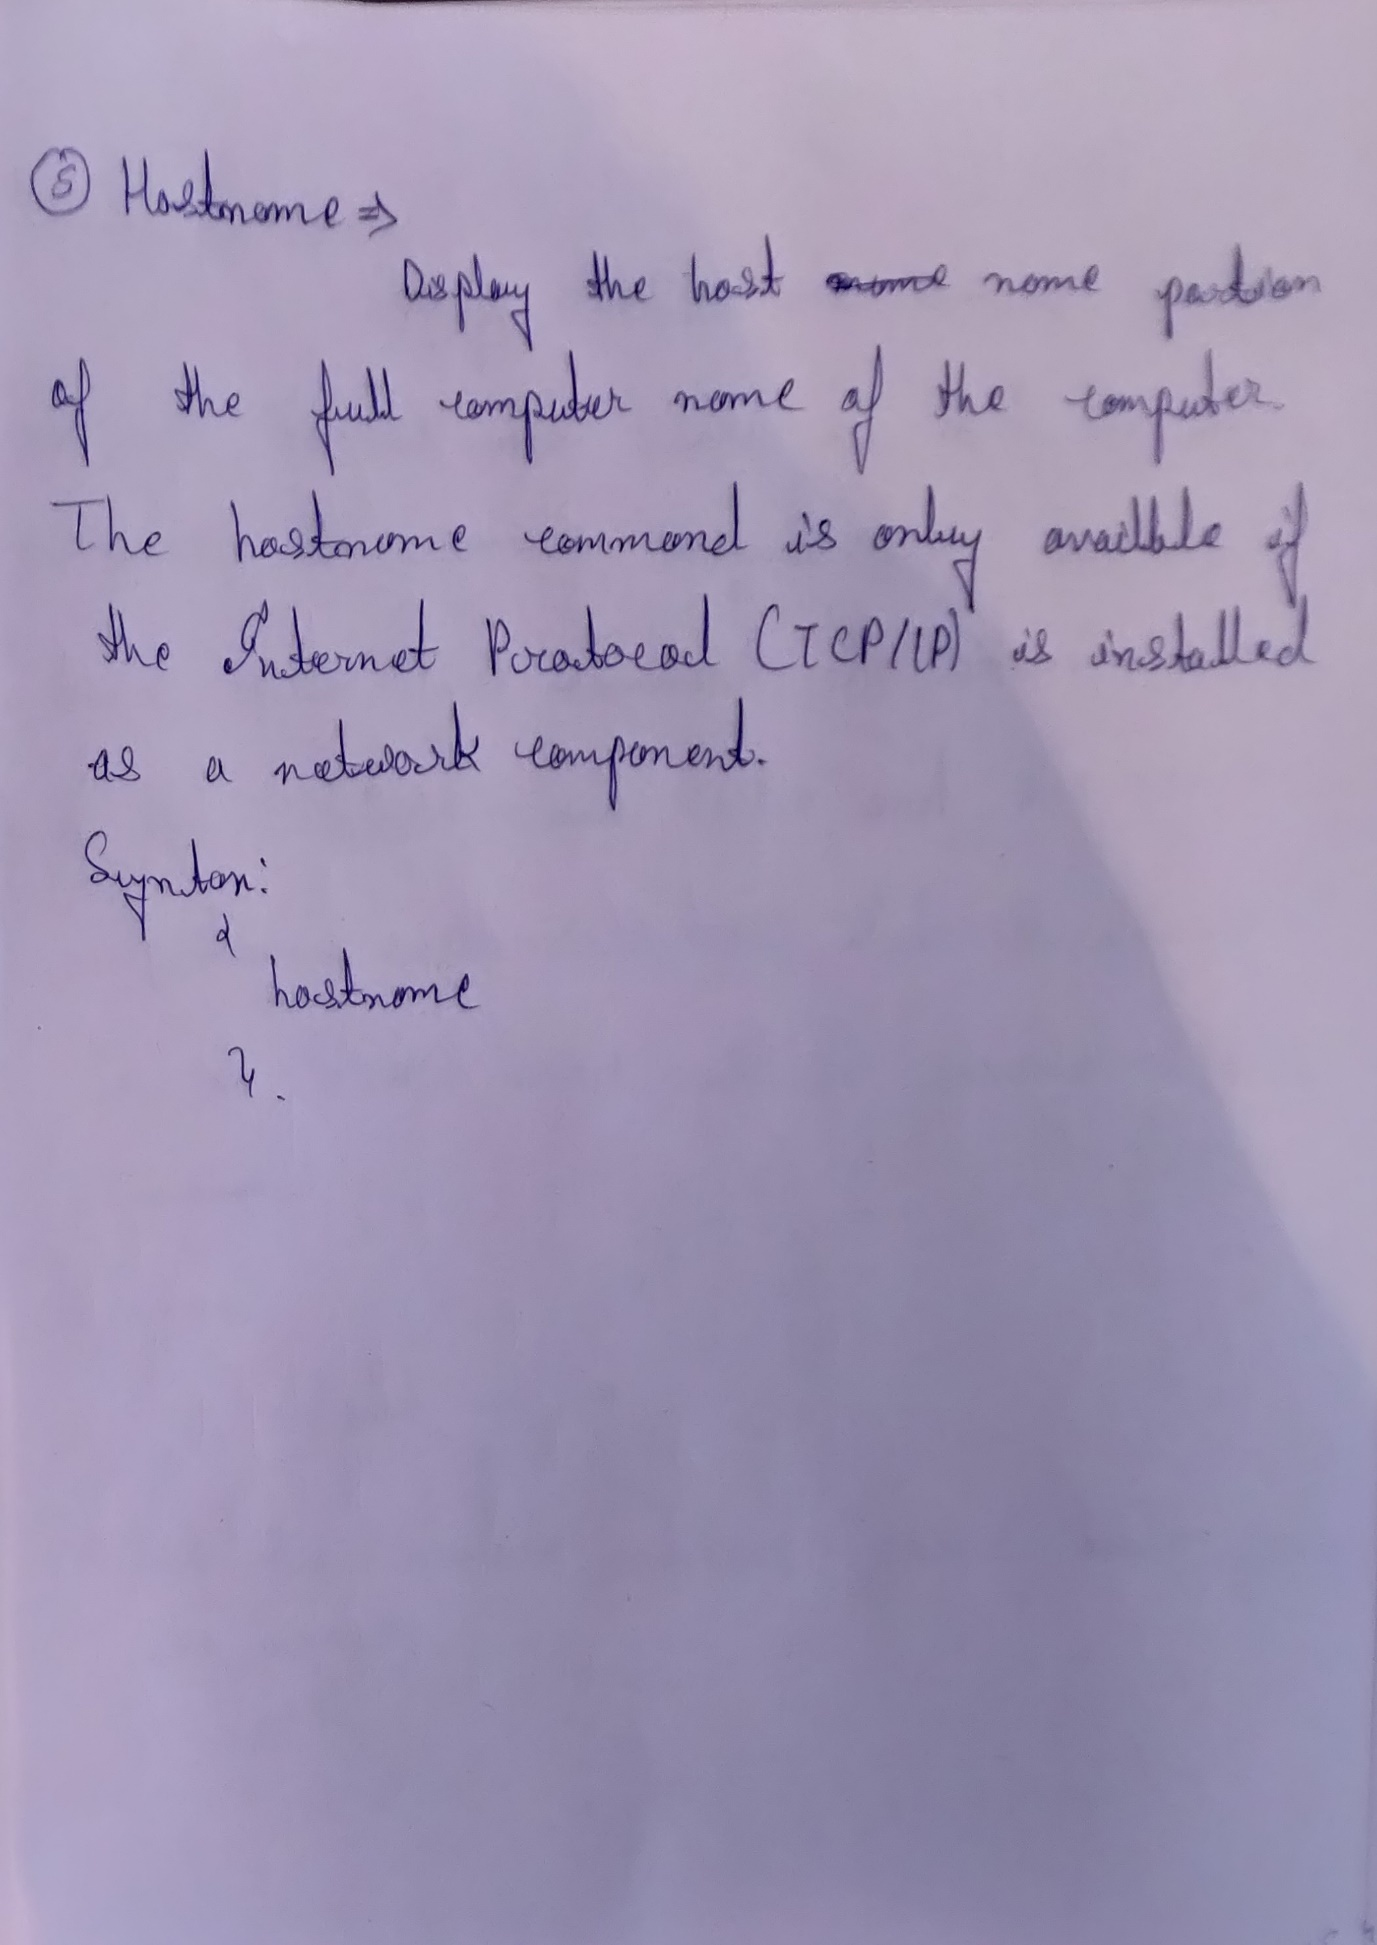 ⑤ Hostname ⇒
Display the host name portion
of the full computer name of the computer.
The hostname command is only availlble if
the Internet Protocol (TCP/IP) is installed
as a network component.
Syntax:
{
hostname
}.